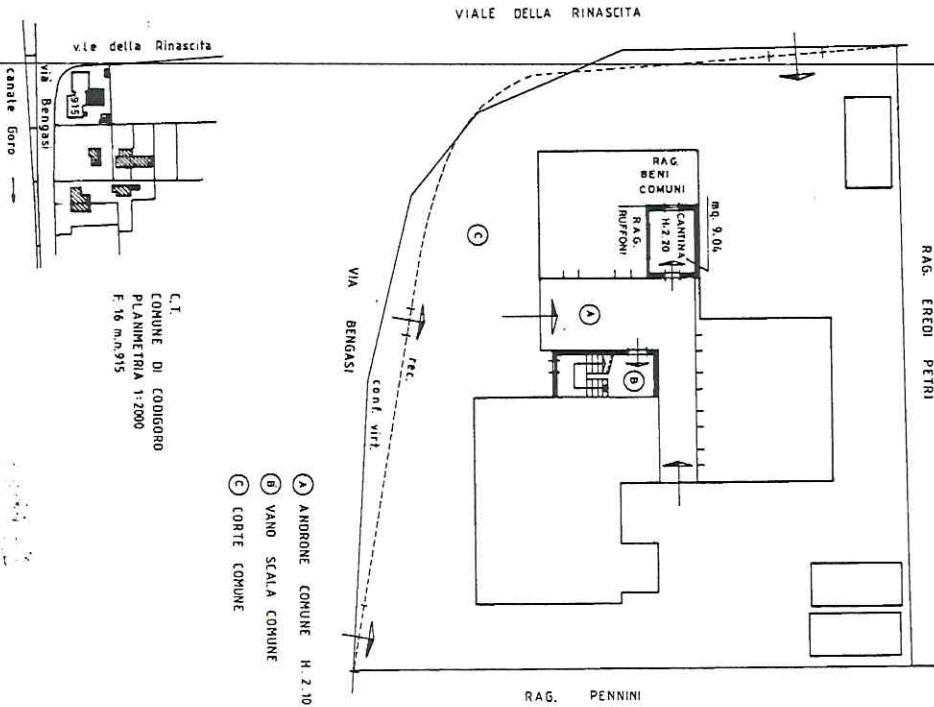 VIALE DELLA RINASCITA
v.le della Rinascita
via Bengasi
canale Goro
915
C.T.
COMUNE DI CODIGORO
PLANIMETRIA 1:2000
F. 16 m.n.915
RAG.
BENI
COMUNI
mq. 9.04
CANTINA
H.2.20
RAG.
RUFFONI
RAG. EREDI PETRI
C
A
B
VIA BENGASI
rec.
conf. virt.
A ANDRONE COMUNE H. 2.10
B VANO SCALA COMUNE
C CORTE COMUNE
RAG. PENNINI